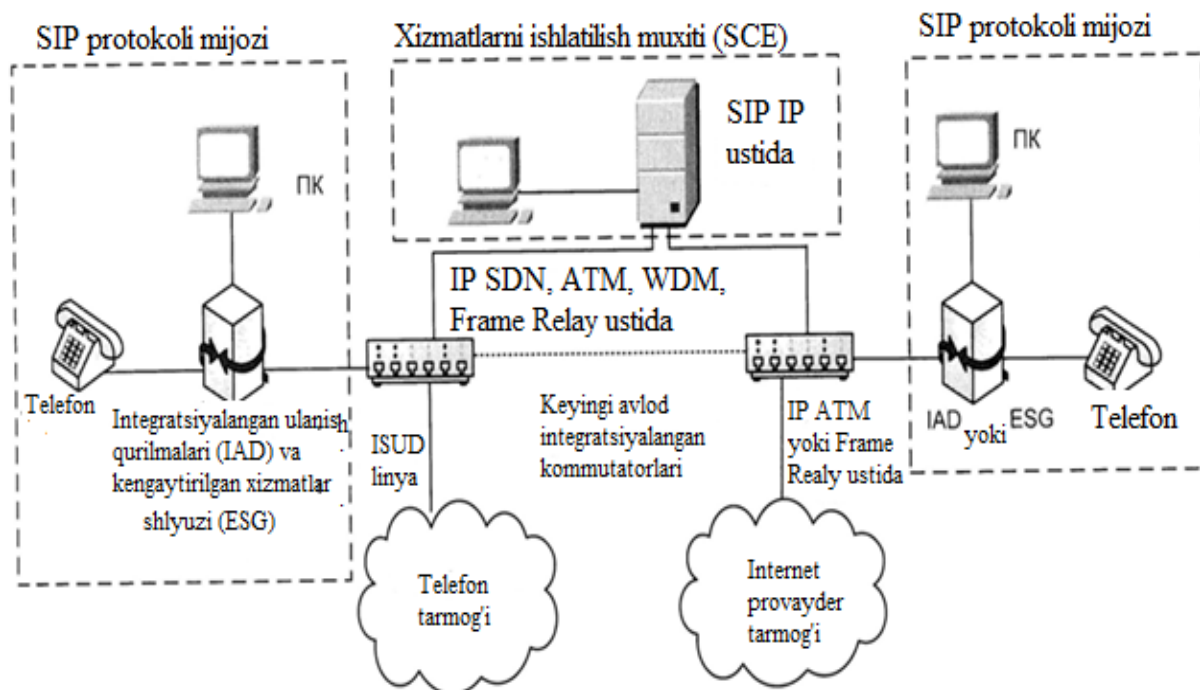 SIP protokoli mijozi
Xizmatlarni ishlatilish muxiti (SCE)
SIP protokoli mijozi
ПК
SIP IP
ustida
ПК
IP SDN, ATM, WDM,
Frame Relay ustida
Telefon
Integratsiyalangan ulanish
qurilmalari (IAD) va
kengaytirilgan xizmatlar
shlyuzi (ESG)
ISUD
linya
Keyingi avlod
integratsiyalangan
kommutatorlari
IP ATM
yoki Frame
Realy ustida
IAD yoki ESG
Telefon
Telefon
tarmog'i
Internet
provayder
tarmog'i